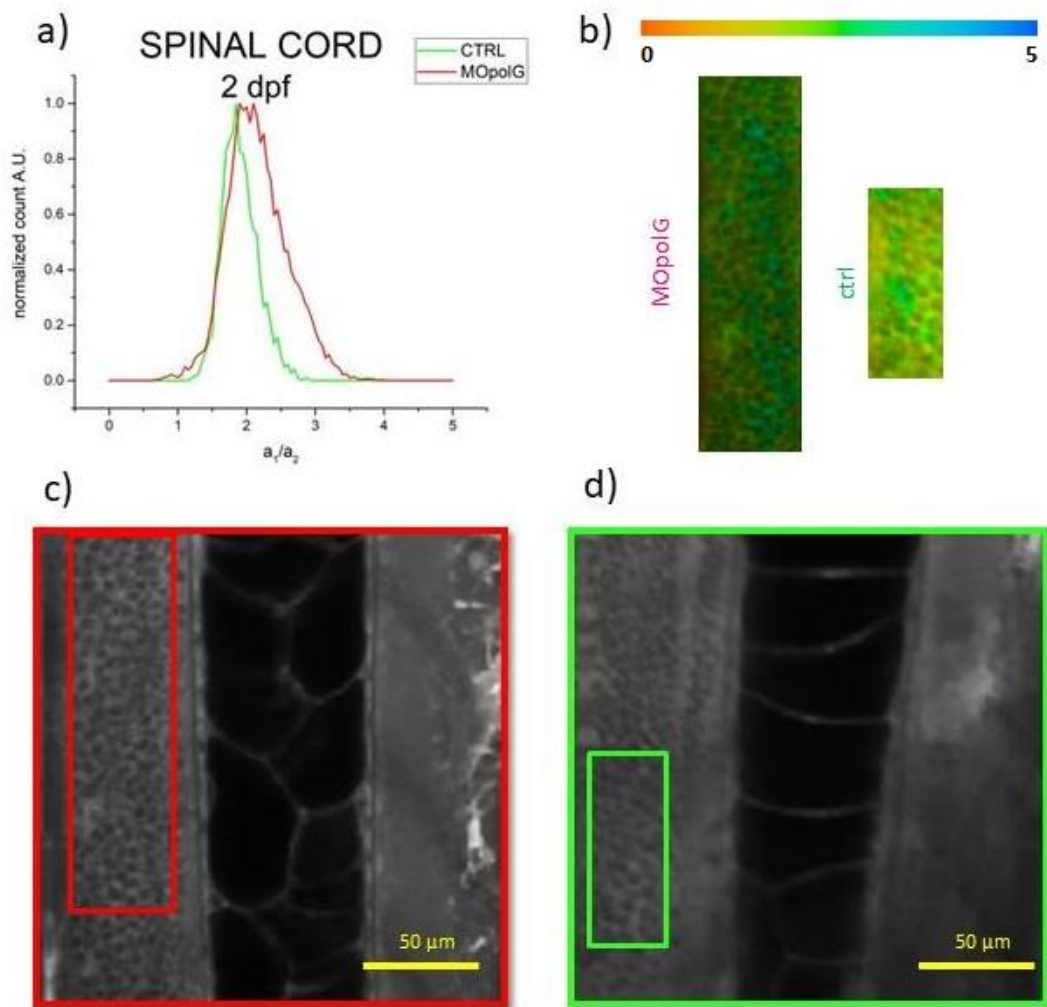 a)
SPINAL CORD
2 dpf
CTRL
MOpolG
normalized count A.U.
1.0
0.8
0.6
0.4
0.2
0.0
0 1 2 3 4 5
a₁/a₂
b)
0 5
MOpolG
ctrl
c)
50 µm
d)
50 µm